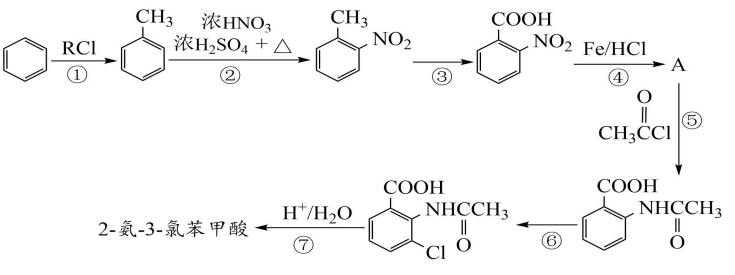 RCl
①
CH₃
浓HNO₃
浓H₂SO₄ + △
②
CH₃
NO₂
③
COOH
NO₂
Fe/HCl
④
A
O
CH₃CCl
⑤
COOH
NHCCH₃
O
⑥
COOH
NHCCH₃
O
Cl
H⁺/H₂O
⑦
2-氨-3-氯苯甲酸